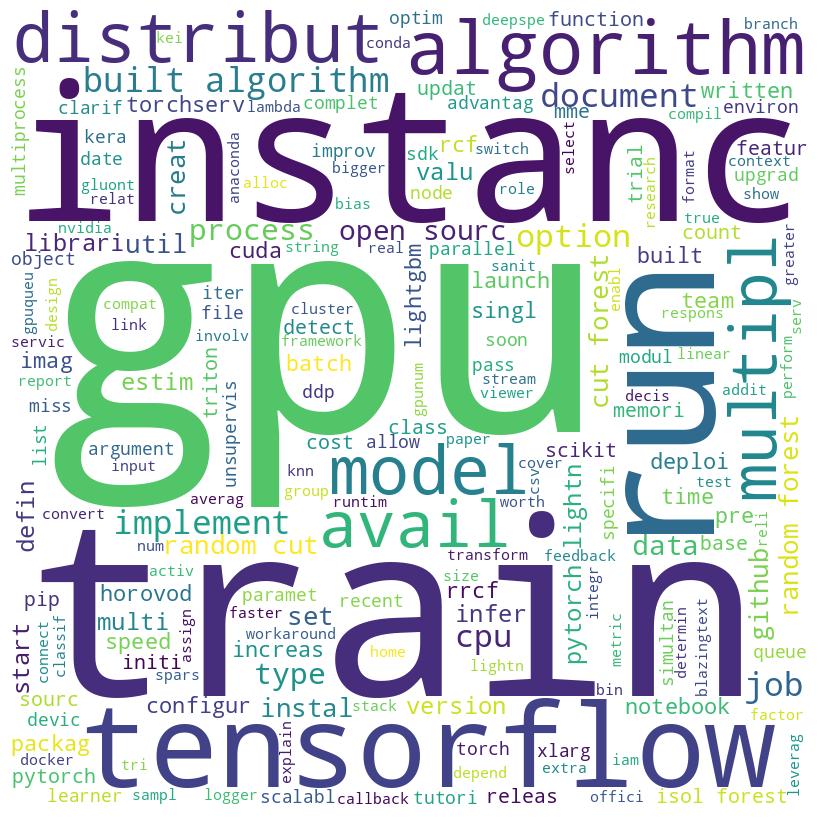 distribut
algorithm
kei
conda
optim
deepspe
function
branch
built algorithm
document
updat
written
multiprocess
clarif
torchserv
lambda
complet
advantag
mme
compil
environ
kera
date
creat
anaconda
improv
sdk
rcf
switch
select
featur
gluont
relat
alloc
bigger
valu
node
role
trial
research
format
context
upgrad
show
nvidia
bias
instanc
true
count
librari
util
process
open sourc
option
cuda
string
real
parallel
sanit
enabl
built
greater
object
gpuqueu
design
compat
link
iter
file
involv
cluster
detect
framework
lightgbm
launch
singl
soon
pass
stream
viewer
cut forest
run
team
respons
modul
linear
multipl
serv
perform
servic
imag
report
miss
estim
triton
batch
ddp
gpunum
gpu
memori
decis
addit
list
argument
input
unsupervis
cost
allow
class
paper
knn
group
runtim
csv
cover
worth
scikit
specifi
deploi
time
test
pre
convert
averag
model
defin
implement
avail
lightn
pytorch
data
base
github
reli
random forest
random cut
num
transform
feedback
integr
activ
pip
horovod
multi
paramet
recent
set
rrcf
size
infer
metric
simultan
determin
blazingtext
queue
train
start
connect
classif
speed
initi
assign
faster
workaround
increas
home
cpu
lightn
spars
type
bin
job
sourc
devic
configur
instal
stack
version
notebook
factor
packag
docker
pytorch
tri
tensorflow
explain
torch
depend
xlarg
extra
iam
leverag
learner
sampl
logger
scalabl
callback
tutori
releas
offici
isol forest